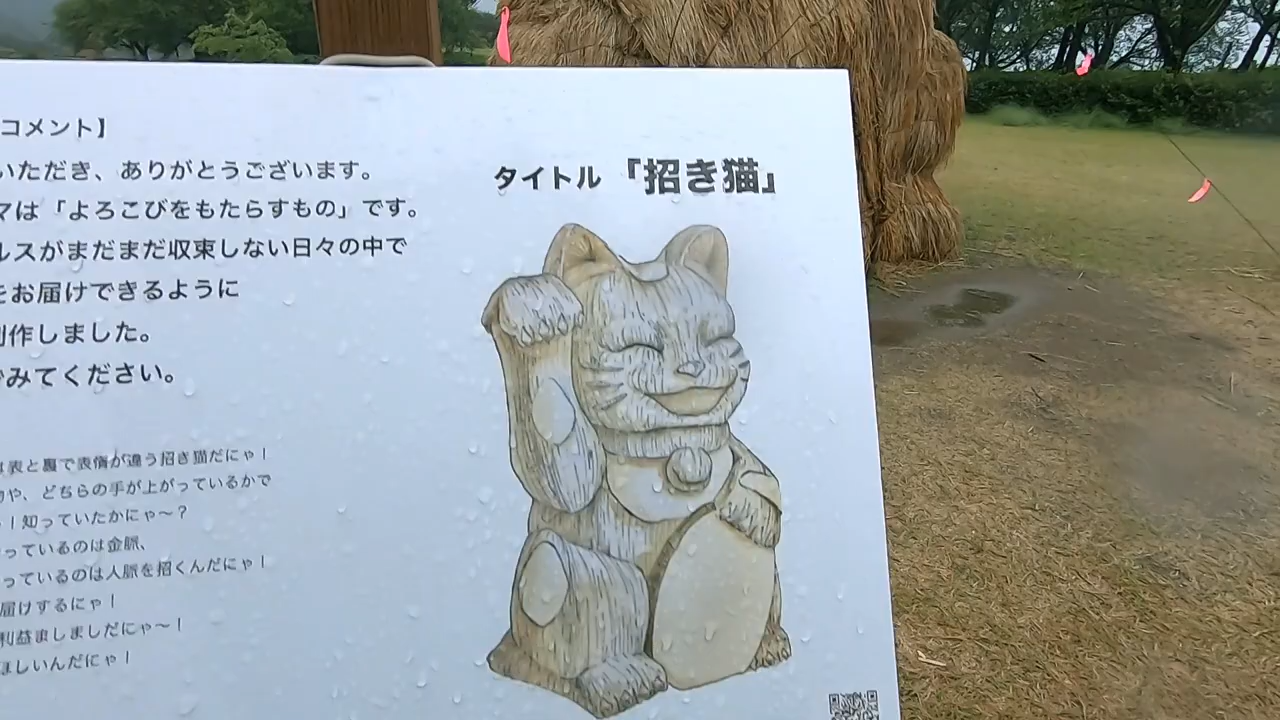 コメント】
いただき、ありがとうございます。
マは「よろこびをもたらすもの」です。
ルスがまだまだ収束しない日々の中で
をお届けできるように
制作しました。
みてください。
は表と裏で表情が違う招き猫だにゃ！
や、どちらの手が上がっているかで
！知っていたかにゃ〜？
っているのは金脈、
っているのは人脈を招くんだにゃ！
届けするにゃ！
利益ましましだにゃ〜！
ほしいんだにゃ！
タイトル「招き猫」